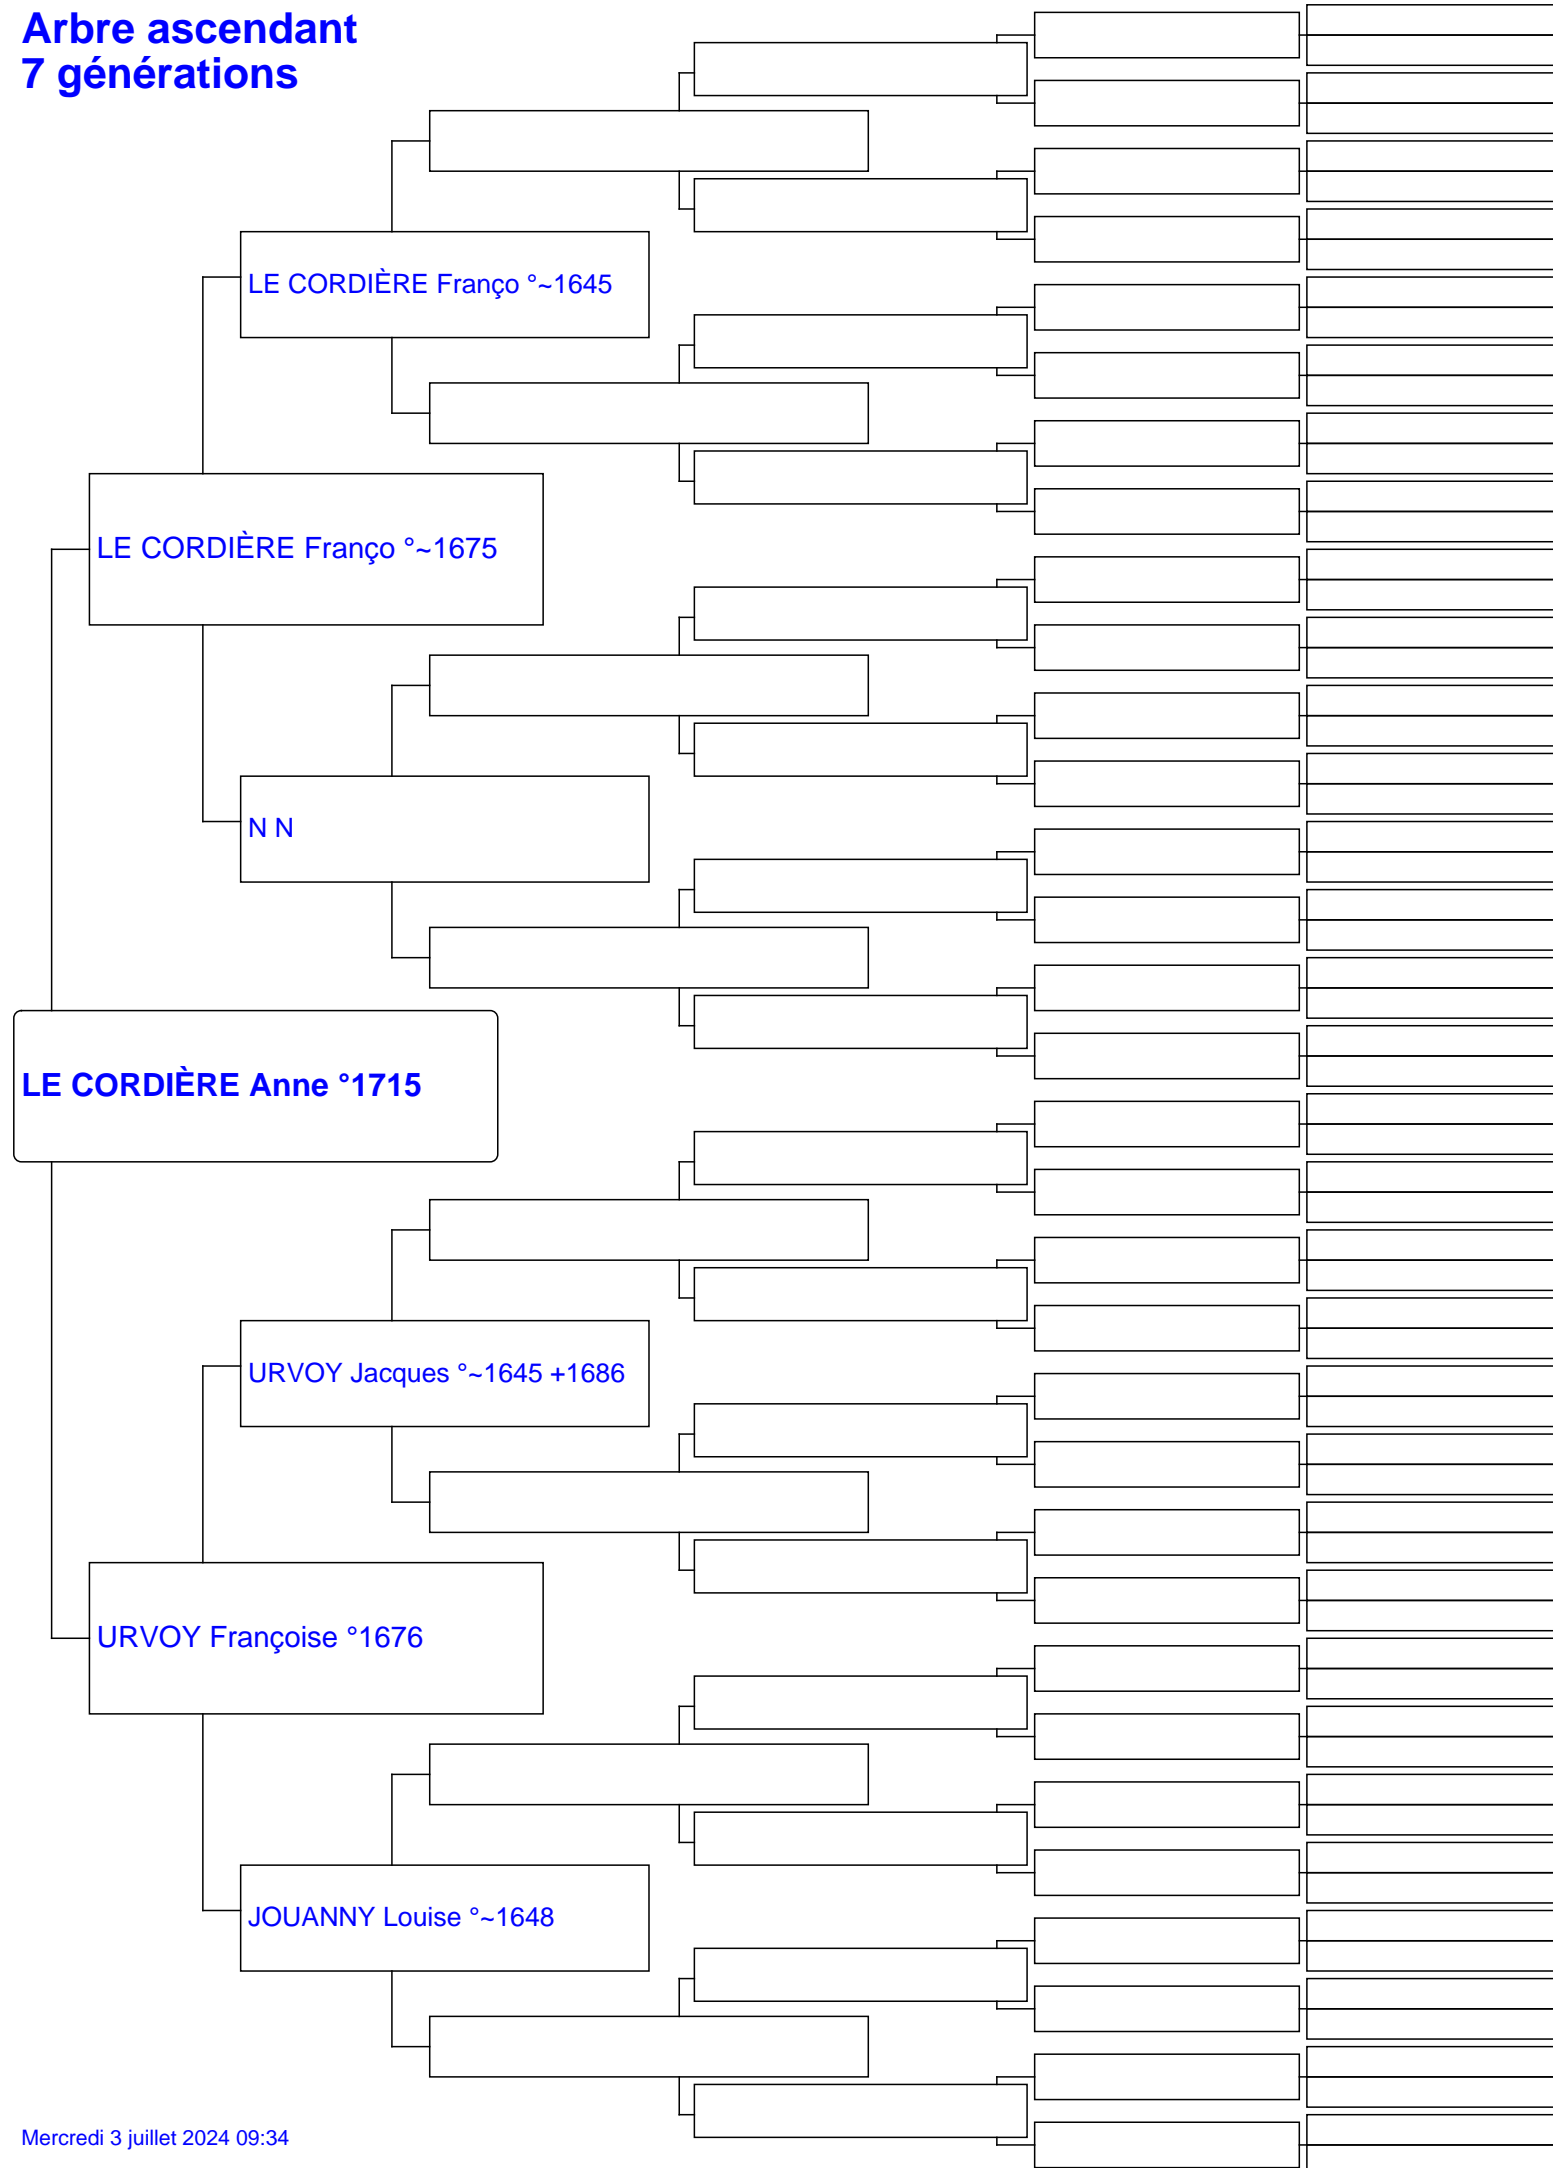 Arbre ascendant
7 générations
LE CORDIÈRE Franço °~1645
LE CORDIÈRE Franço °~1675
N N
LE CORDIÈRE Anne °1715
URVOY Jacques °~1645 +1686
URVOY Françoise °1676
JOUANNY Louise °~1648
Mercredi 3 juillet 2024 09:34